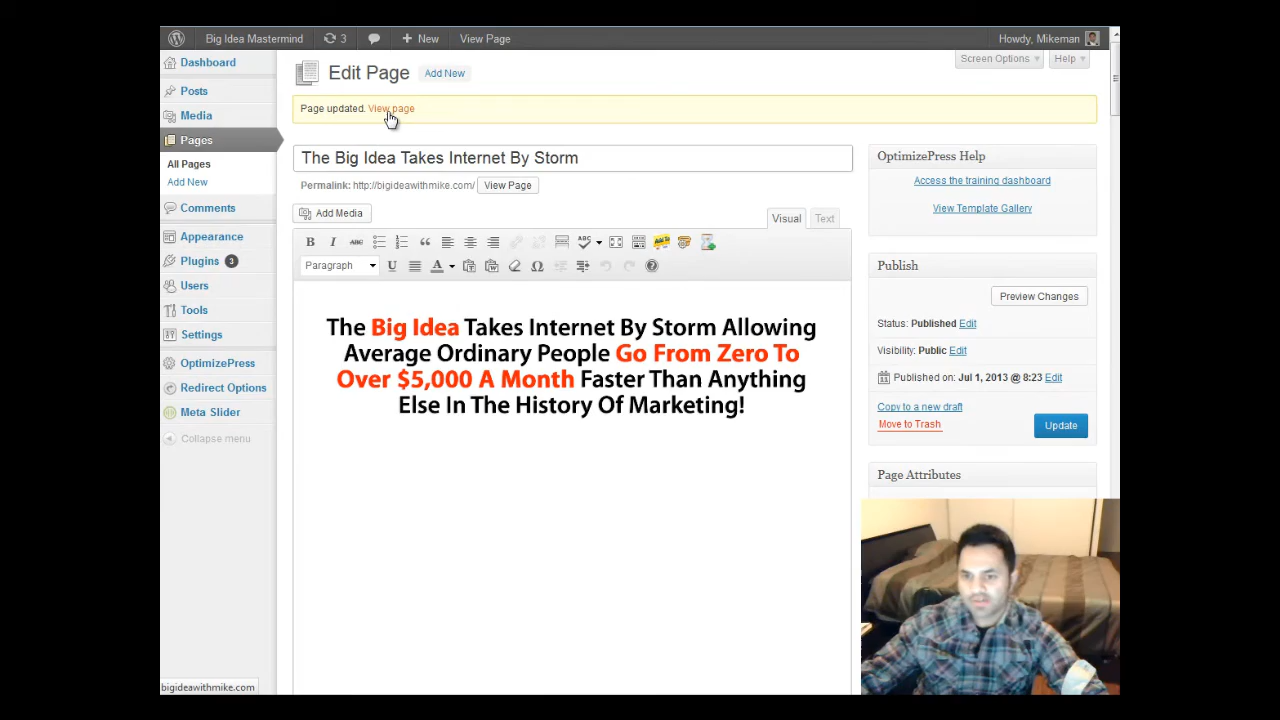 Big Idea Mastermind 3 New View Page Howdy, Mikeman
Dashboard
Posts
Media
Pages
All Pages
Add New
Comments
Appearance
Plugins 3
Users
Tools
Settings
OptimizePress
Redirect Options
Meta Slider
Collapse menu
Screen Options Help
Edit Page Add New
Page updated. View page
The Big Idea Takes Internet By Storm
Permalink: http://bigideawithmike.com/ View Page
Add Media
Visual Text
B I ABC ABC
Paragraph U A
The Big Idea Takes Internet By Storm Allowing
Average Ordinary People Go From Zero To
Over $5,000 A Month Faster Than Anything
Else In The History Of Marketing!
OptimizePress Help
Access the training dashboard
View Template Gallery
Publish
Preview Changes
Status: Published Edit
Visibility: Public Edit
Published on: Jul 1, 2013 @ 8:23 Edit
Copy to a new draft
Move to Trash
Update
Page Attributes
bigideawithmike.com